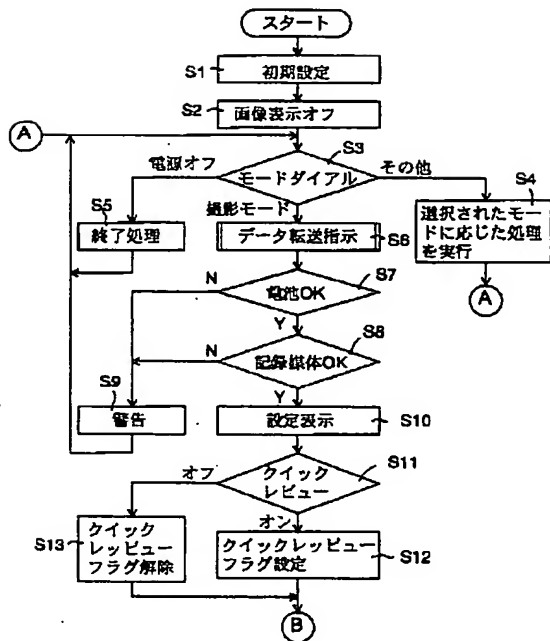 スタート
S1
初期設定
S2
画像表示オフ
A
S3
電源オフ
モードダイアル
その他
S4
S5
撮影モード
選択されたモー
ドに応じた処理
を実行
終了処理
データ転送指示
S6
A
N
S7
電池OK
Y
S8
N
記録媒体OK
S9
Y
警告
設定表示
S10
オフ
クイック
レビュー
S11
オン
S13
クイック
レッビュー
フラグ解除
クイックレッビュー
フラグ設定
S12
B